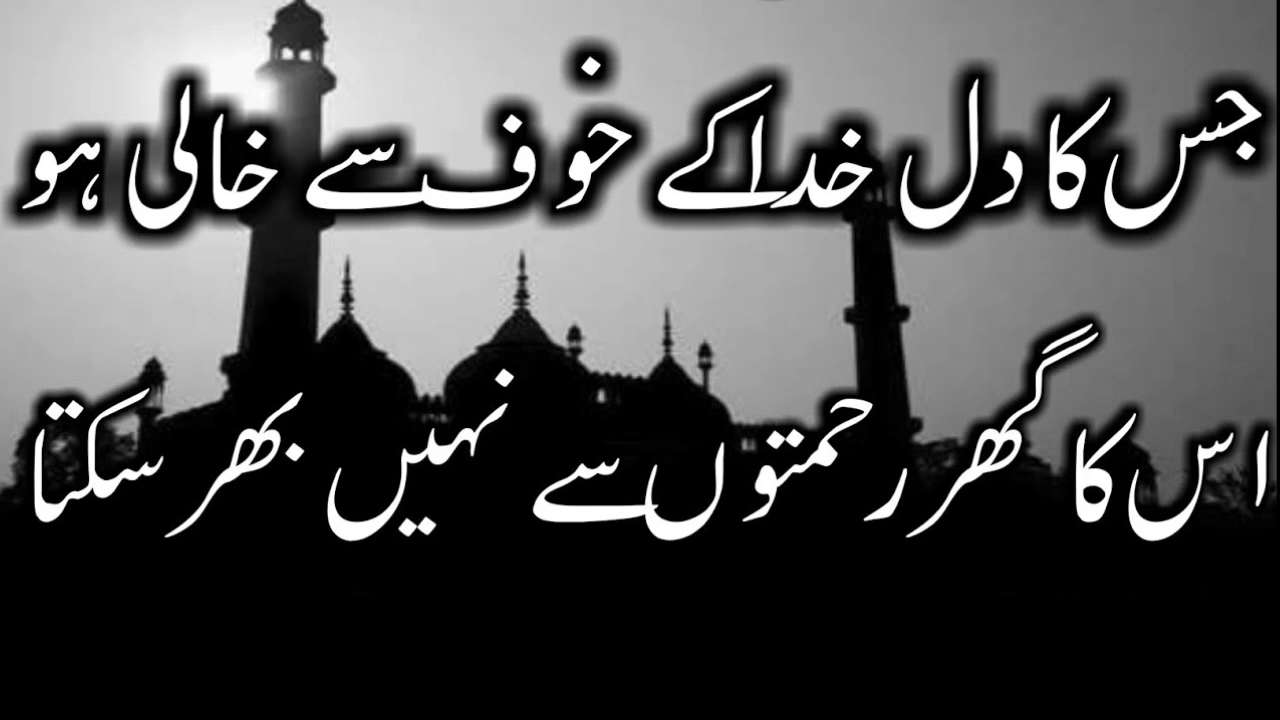 جس کا دل خدا کے خوف سے خالی ہو
اس کا گھر رحمتوں سے نہیں بھر سکتا